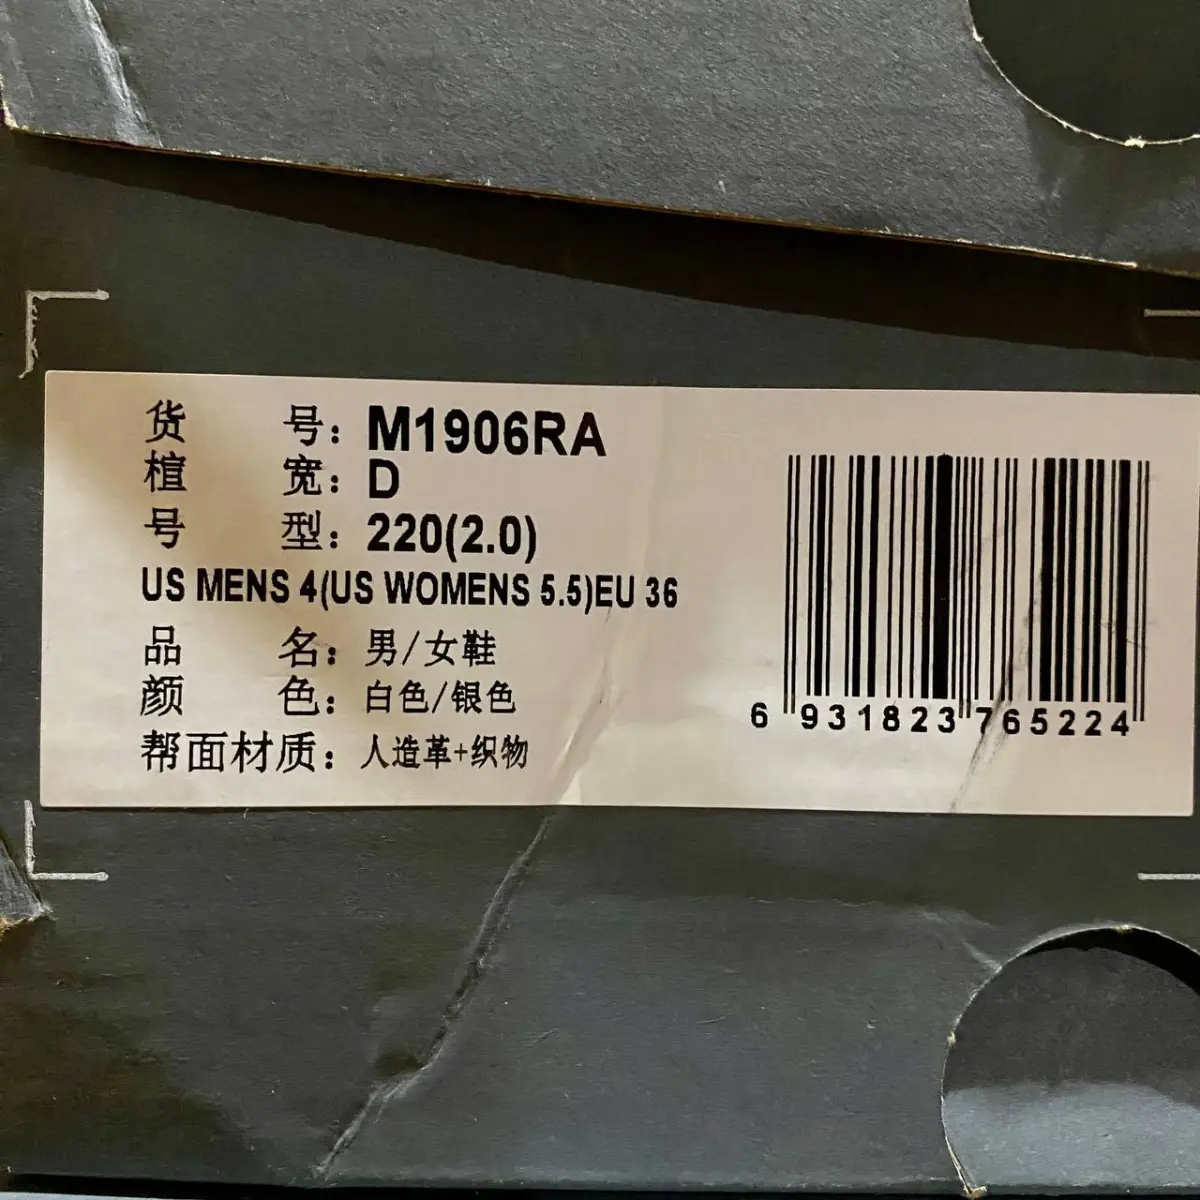 货 号：M1906RA
楦 宽：D
号 型：220(2.0)
US MENS 4(US WOMENS 5.5)EU 36
品 名：男/女鞋
颜 色：白色/银色
帮面材质：人造革+织物
6 931823 765224